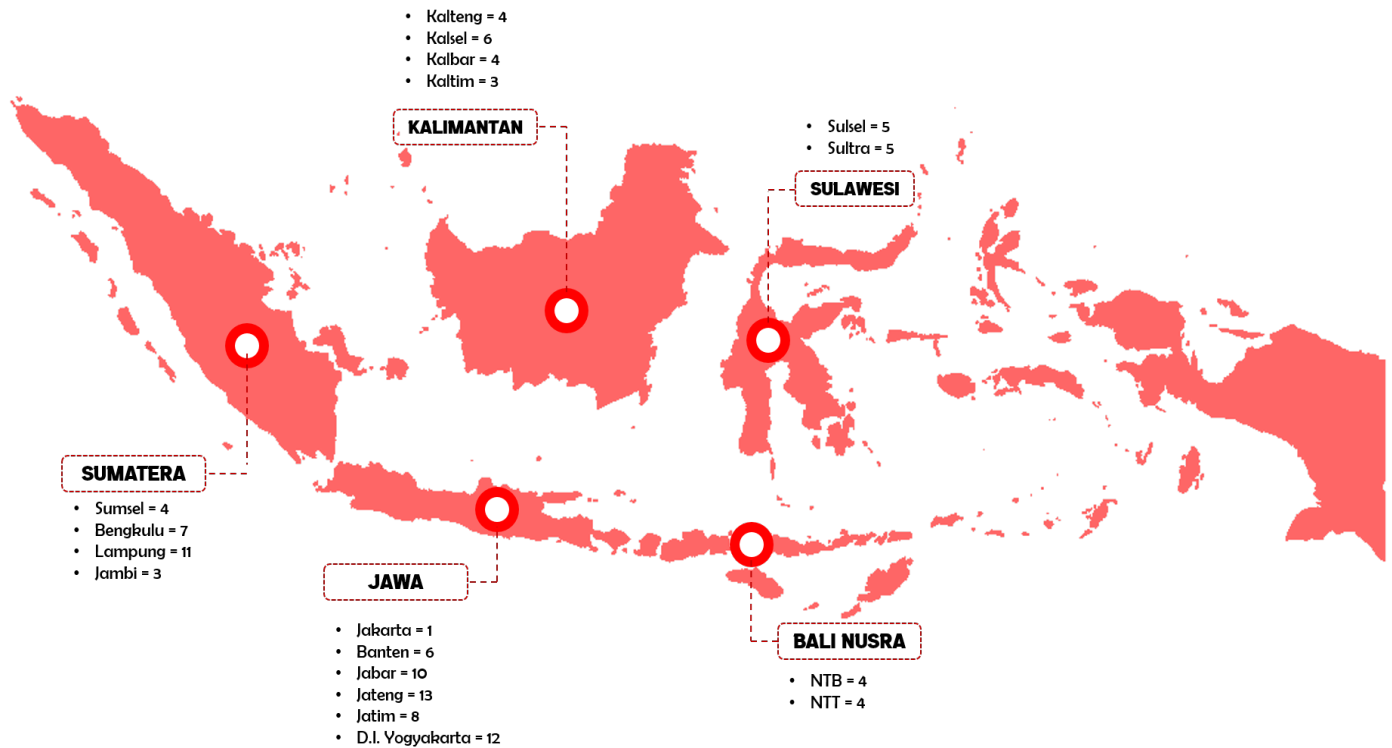 • Kalteng = 4
• Kalsel = 6
• Kalbar = 4
• Kaltim = 3
KALIMANTAN
• Sulsel = 5
• Sultra = 5
SULAWESI
SUMATERA
• Sumsel = 4
• Bengkulu = 7
• Lampung = 11
• Jambi = 3
JAWA
• Jakarta = 1
• Banten = 6
• Jabar = 10
• Jateng = 13
• Jatim = 8
• D.I. Yogyakarta = 12
BALI NUSRA
• NTB = 4
• NTT = 4